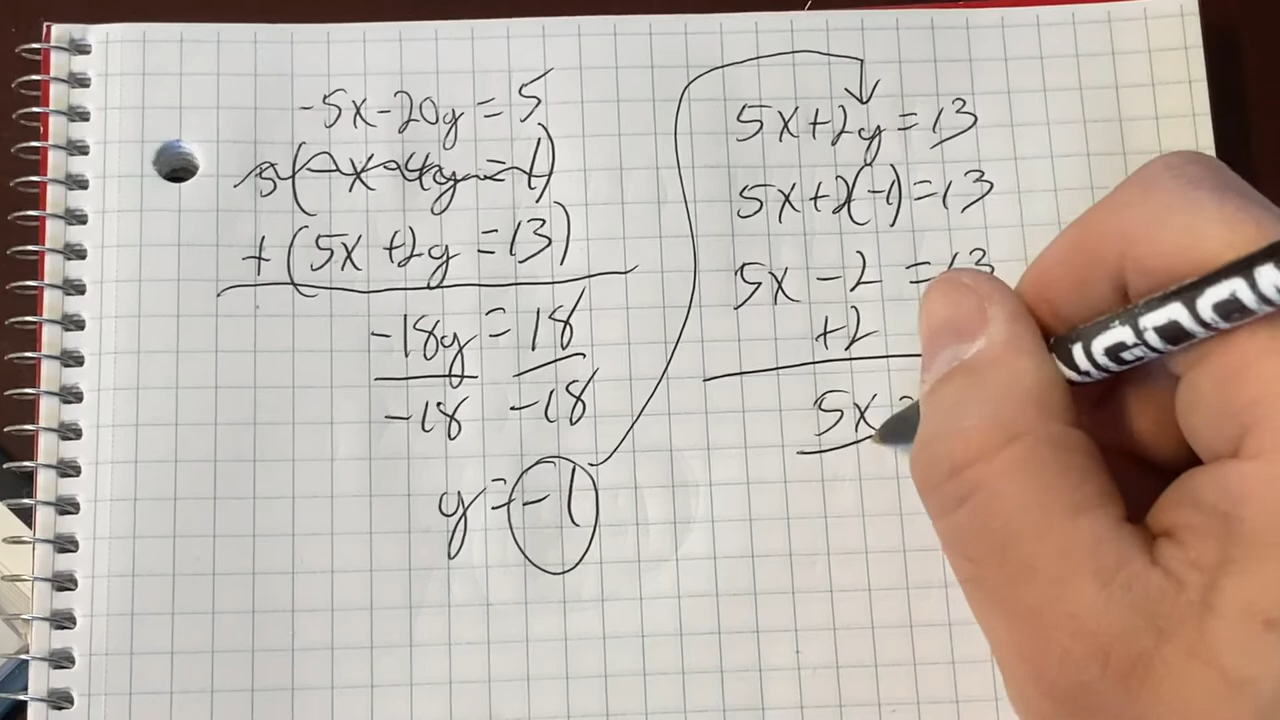 -5x-20y=5
5(-x-4y=1)
+(5x+2y=13)
-18y=18
-18 -18
y=-1
5x+2y=13
5x+2(-1)=13
5x-2=13
+2
5x=